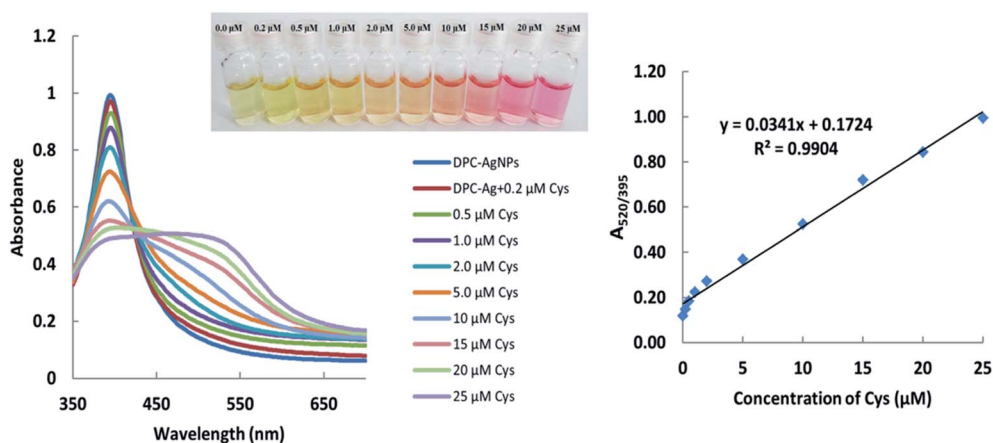 0.0 µM 0.2 µM 0.5 µM 1.0 µM 2.0 µM 5.0 µM 10 µM 15 µM 20 µM 25 µM
1.2
1
0.8
0.6
0.4
0.2
0
Absorbance
350 450 550 650
Wavelength (nm)
DPC-AgNPs
DPC-Ag+0.2 µM Cys
0.5 µM Cys
1.0 µM Cys
2.0 µM Cys
5.0 µM Cys
10 µM Cys
15 µM Cys
20 µM Cys
25 µM Cys
1.20
1.00
0.80
0.60
0.40
0.20
0.00
A520/395
y = 0.0341x + 0.1724
R² = 0.9904
0 5 10 15 20 25
Concentration of Cys (µM)